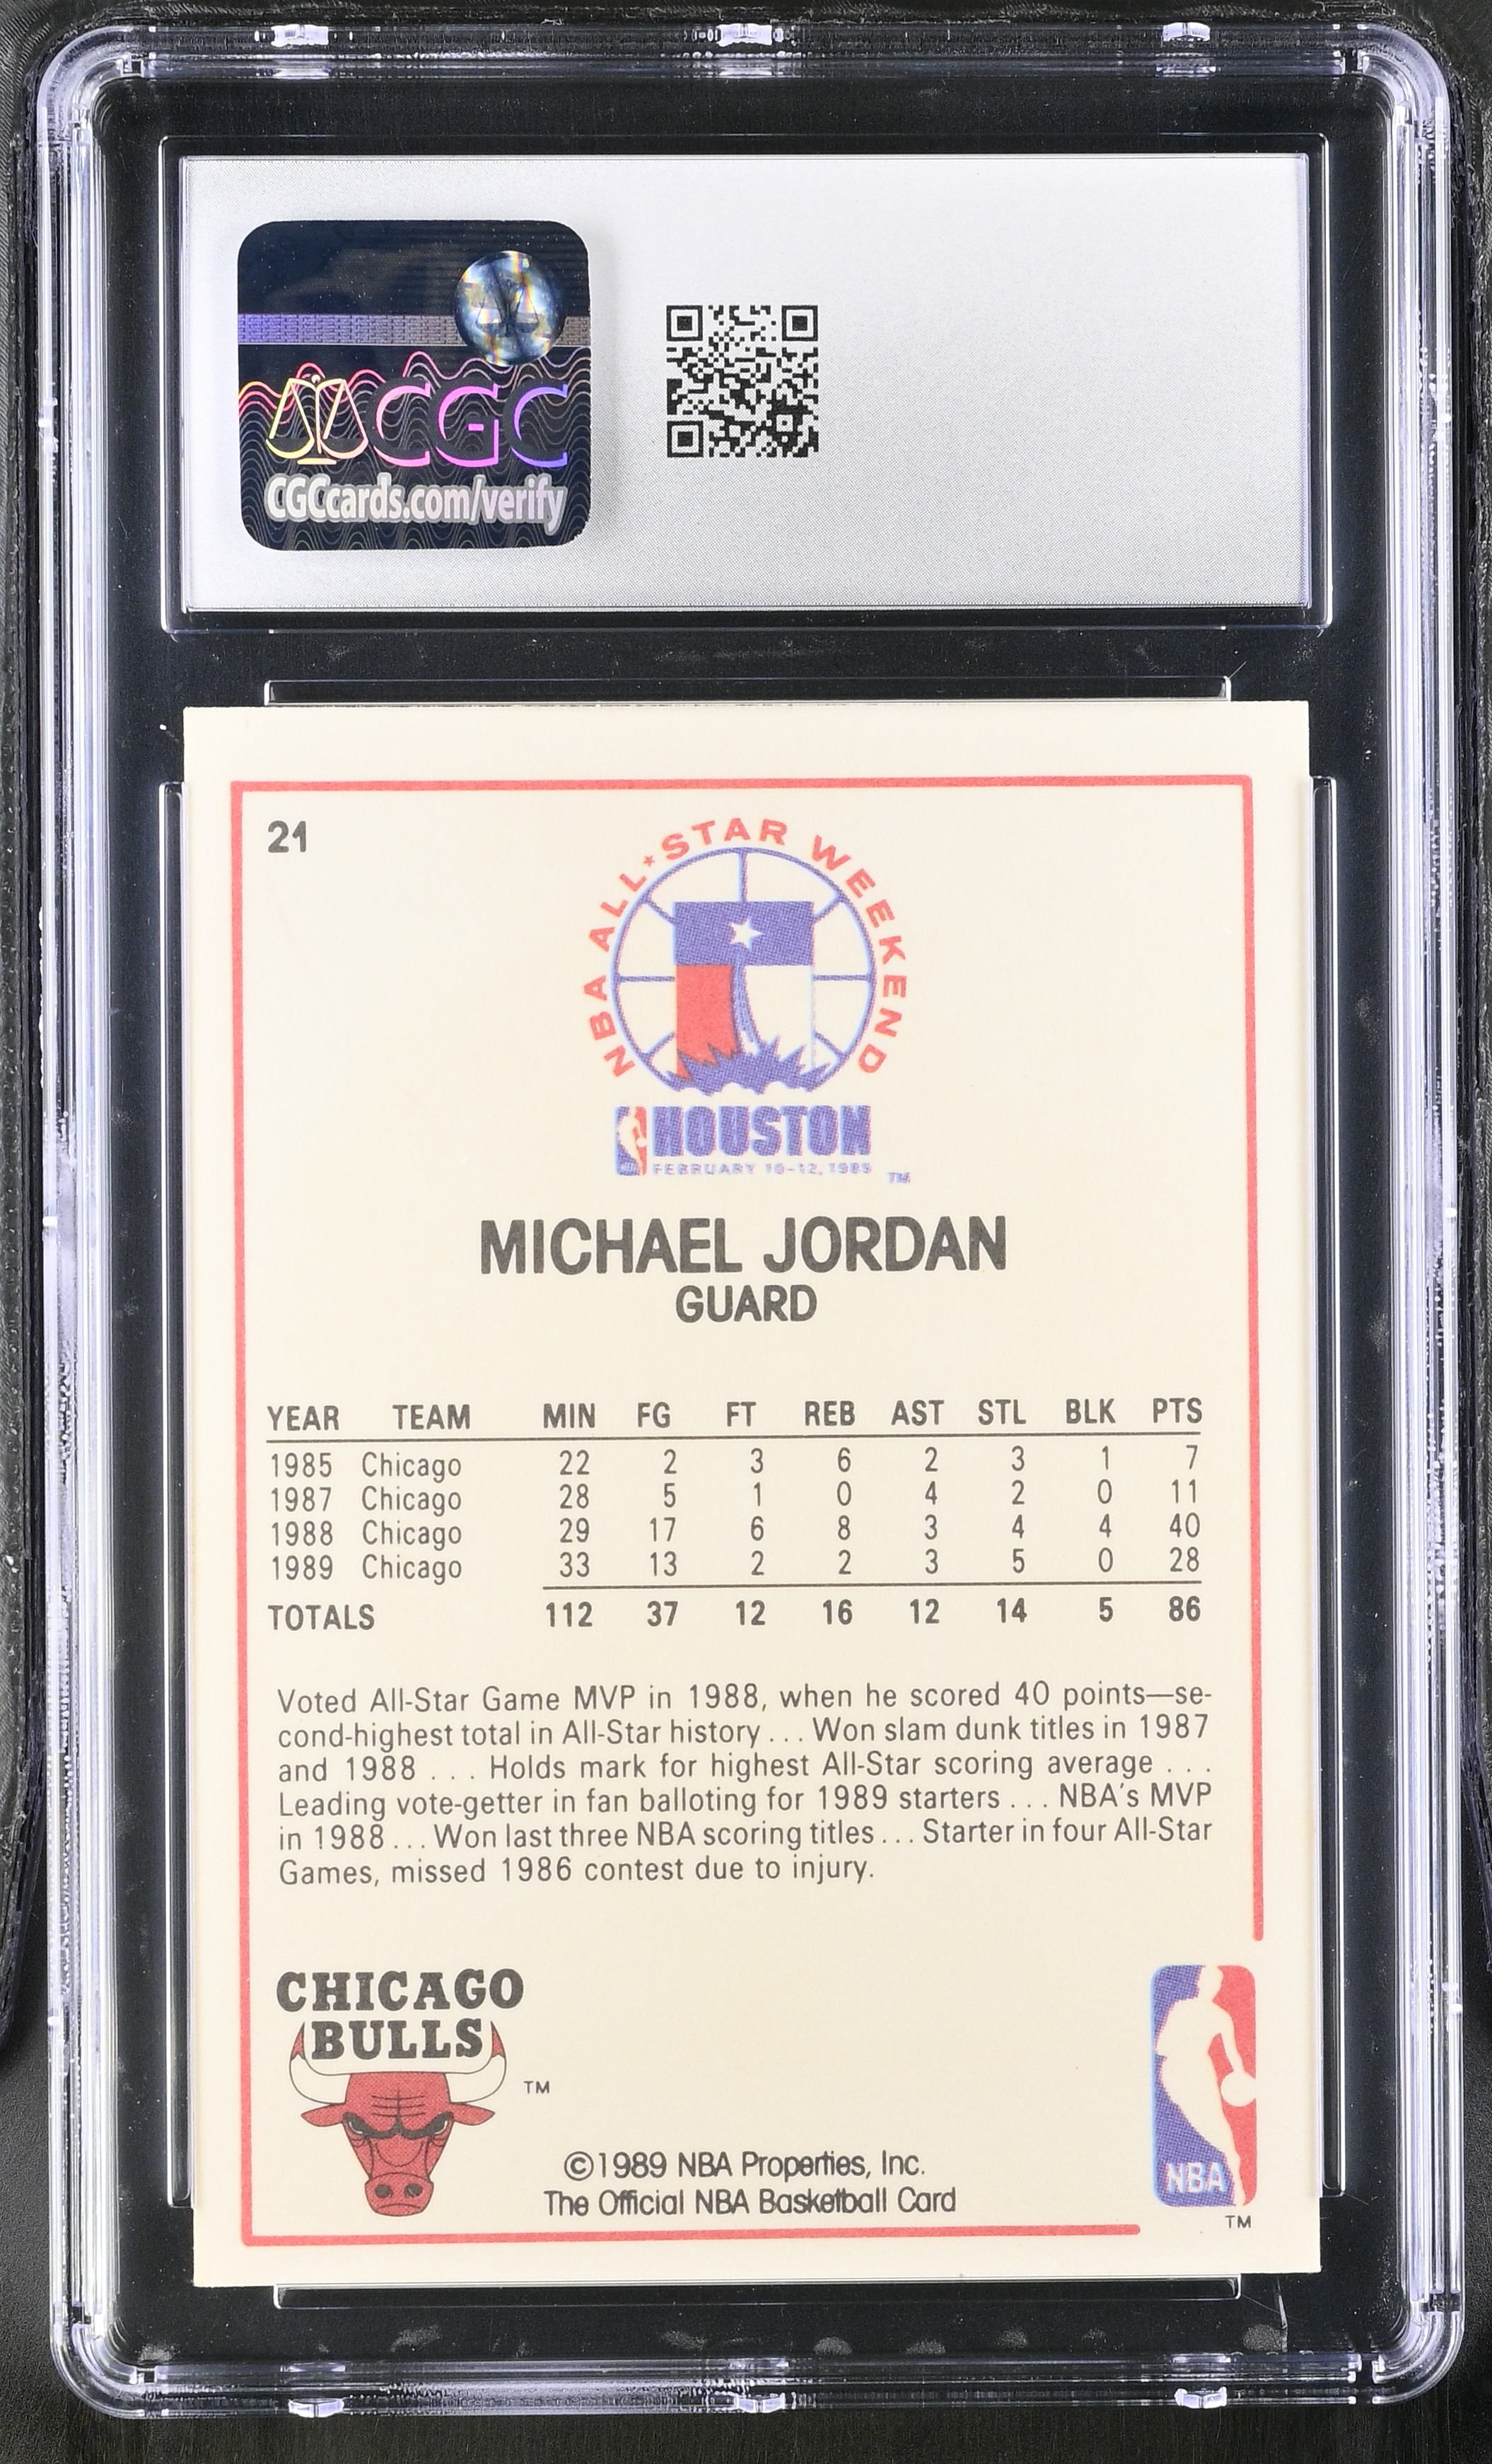 CGC
CGCcards.com/verify
21
NBA ALL★STAR WEEKEND
HOUSTON
FEBRUARY 10-12, 1989
TM
MICHAEL JORDAN
GUARD
YEAR TEAM MIN FG FT REB AST STL BLK PTS
1985 Chicago 22 2 3 6 2 3 1 7
1987 Chicago 28 5 1 0 4 2 0 11
1988 Chicago 29 17 6 8 3 4 4 40
1989 Chicago 33 13 2 2 3 5 0 28
TOTALS 112 37 12 16 12 14 5 86
Voted All-Star Game MVP in 1988, when he scored 40 points—se-
cond-highest total in All-Star history . . . Won slam dunk titles in 1987
and 1988 . . . Holds mark for highest All-Star scoring average . . .
Leading vote-getter in fan balloting for 1989 starters . . . NBA's MVP
in 1988 . . . Won last three NBA scoring titles . . . Starter in four All-Star
Games, missed 1986 contest due to injury.
CHICAGO
BULLS
TM
©1989 NBA Properties, Inc.
The Official NBA Basketball Card
NBA
TM